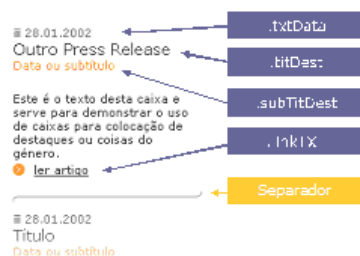 28.01.2002
Outro Press Release
Data ou subtítulo
Este é o texto desta caixa e
serve para demonstrar o uso
de caixas para colocação de
destaques ou coisas do
género.
ler artigo
28.01.2002
Título
Data ou subtítulo
.txtData
.titDest
.subTitDest
.lnkTX
Separador